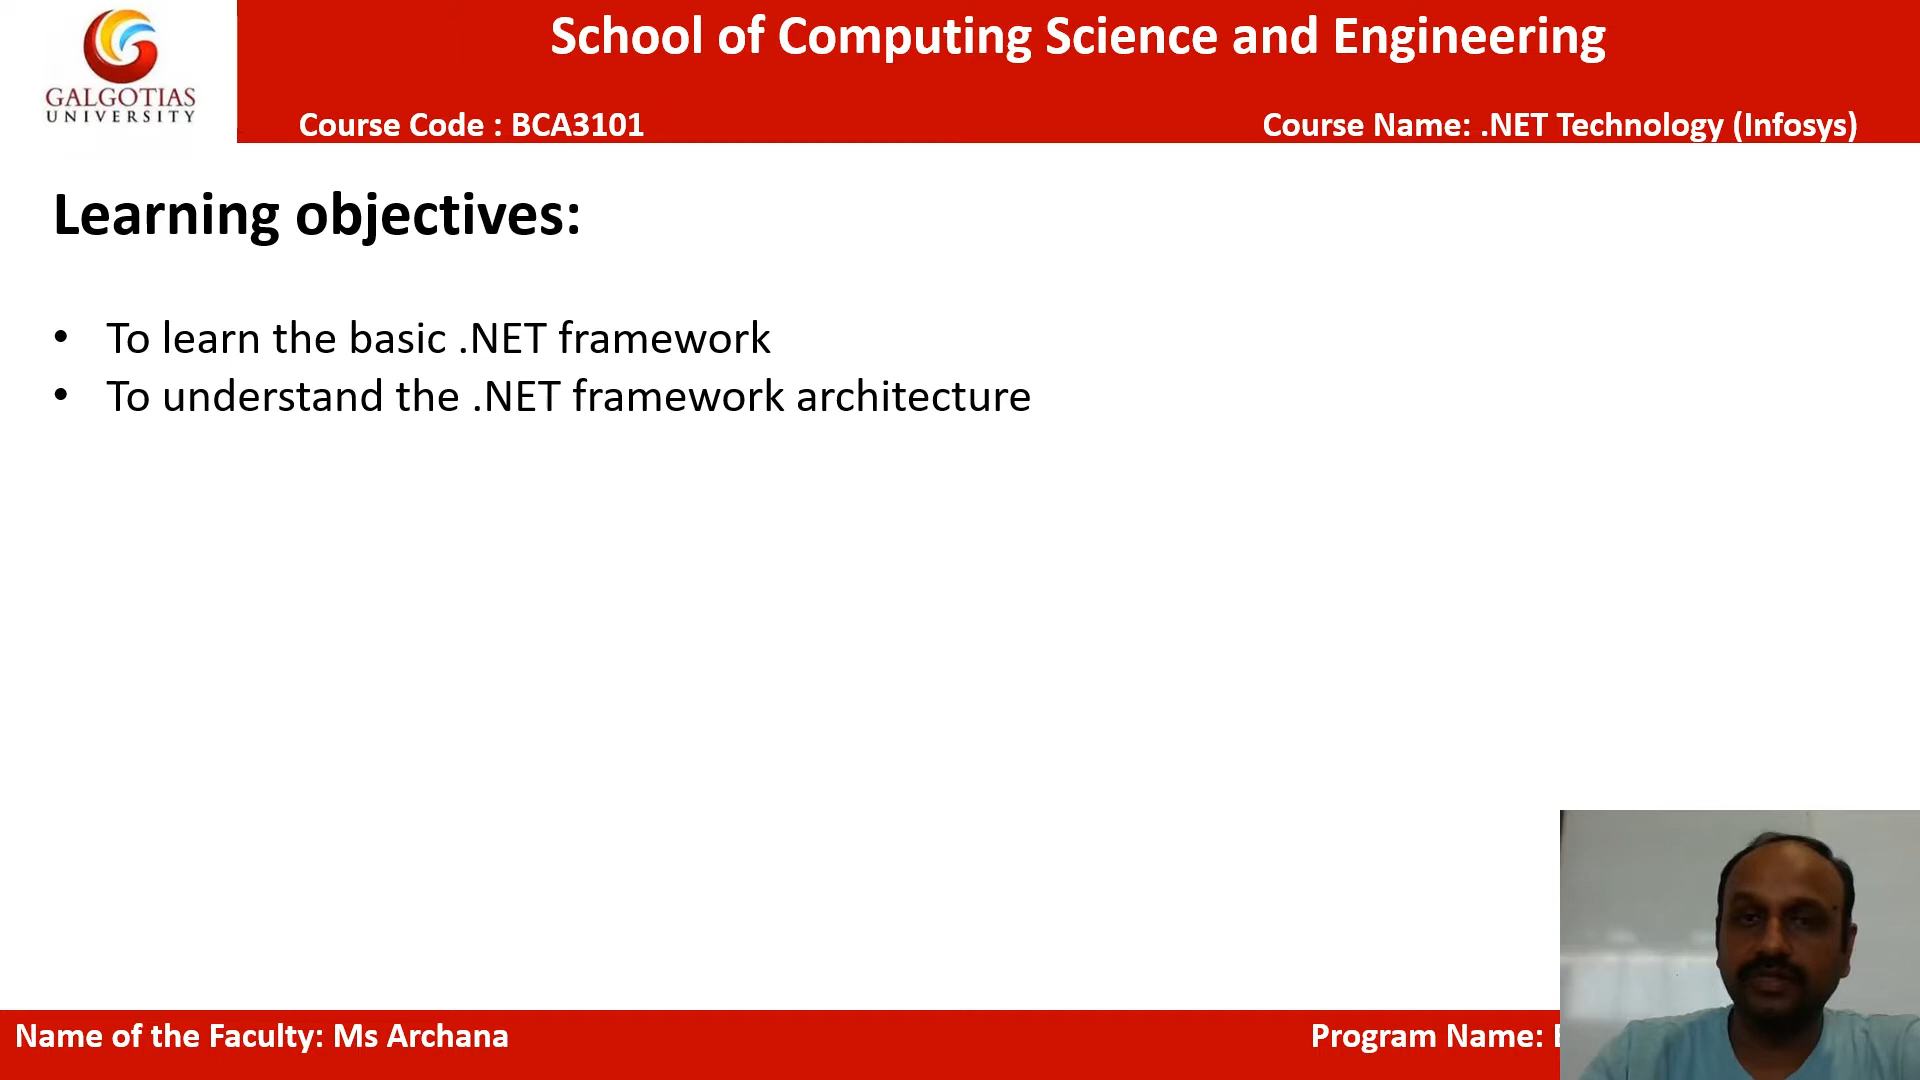 GALGOTIAS
UNIVERSITY
School of Computing Science and Engineering
Course Code : BCA3101
Course Name: .NET Technology (Infosys)
Learning objectives:
• To learn the basic .NET framework
• To understand the .NET framework architecture
Name of the Faculty: Ms Archana
Program Name: